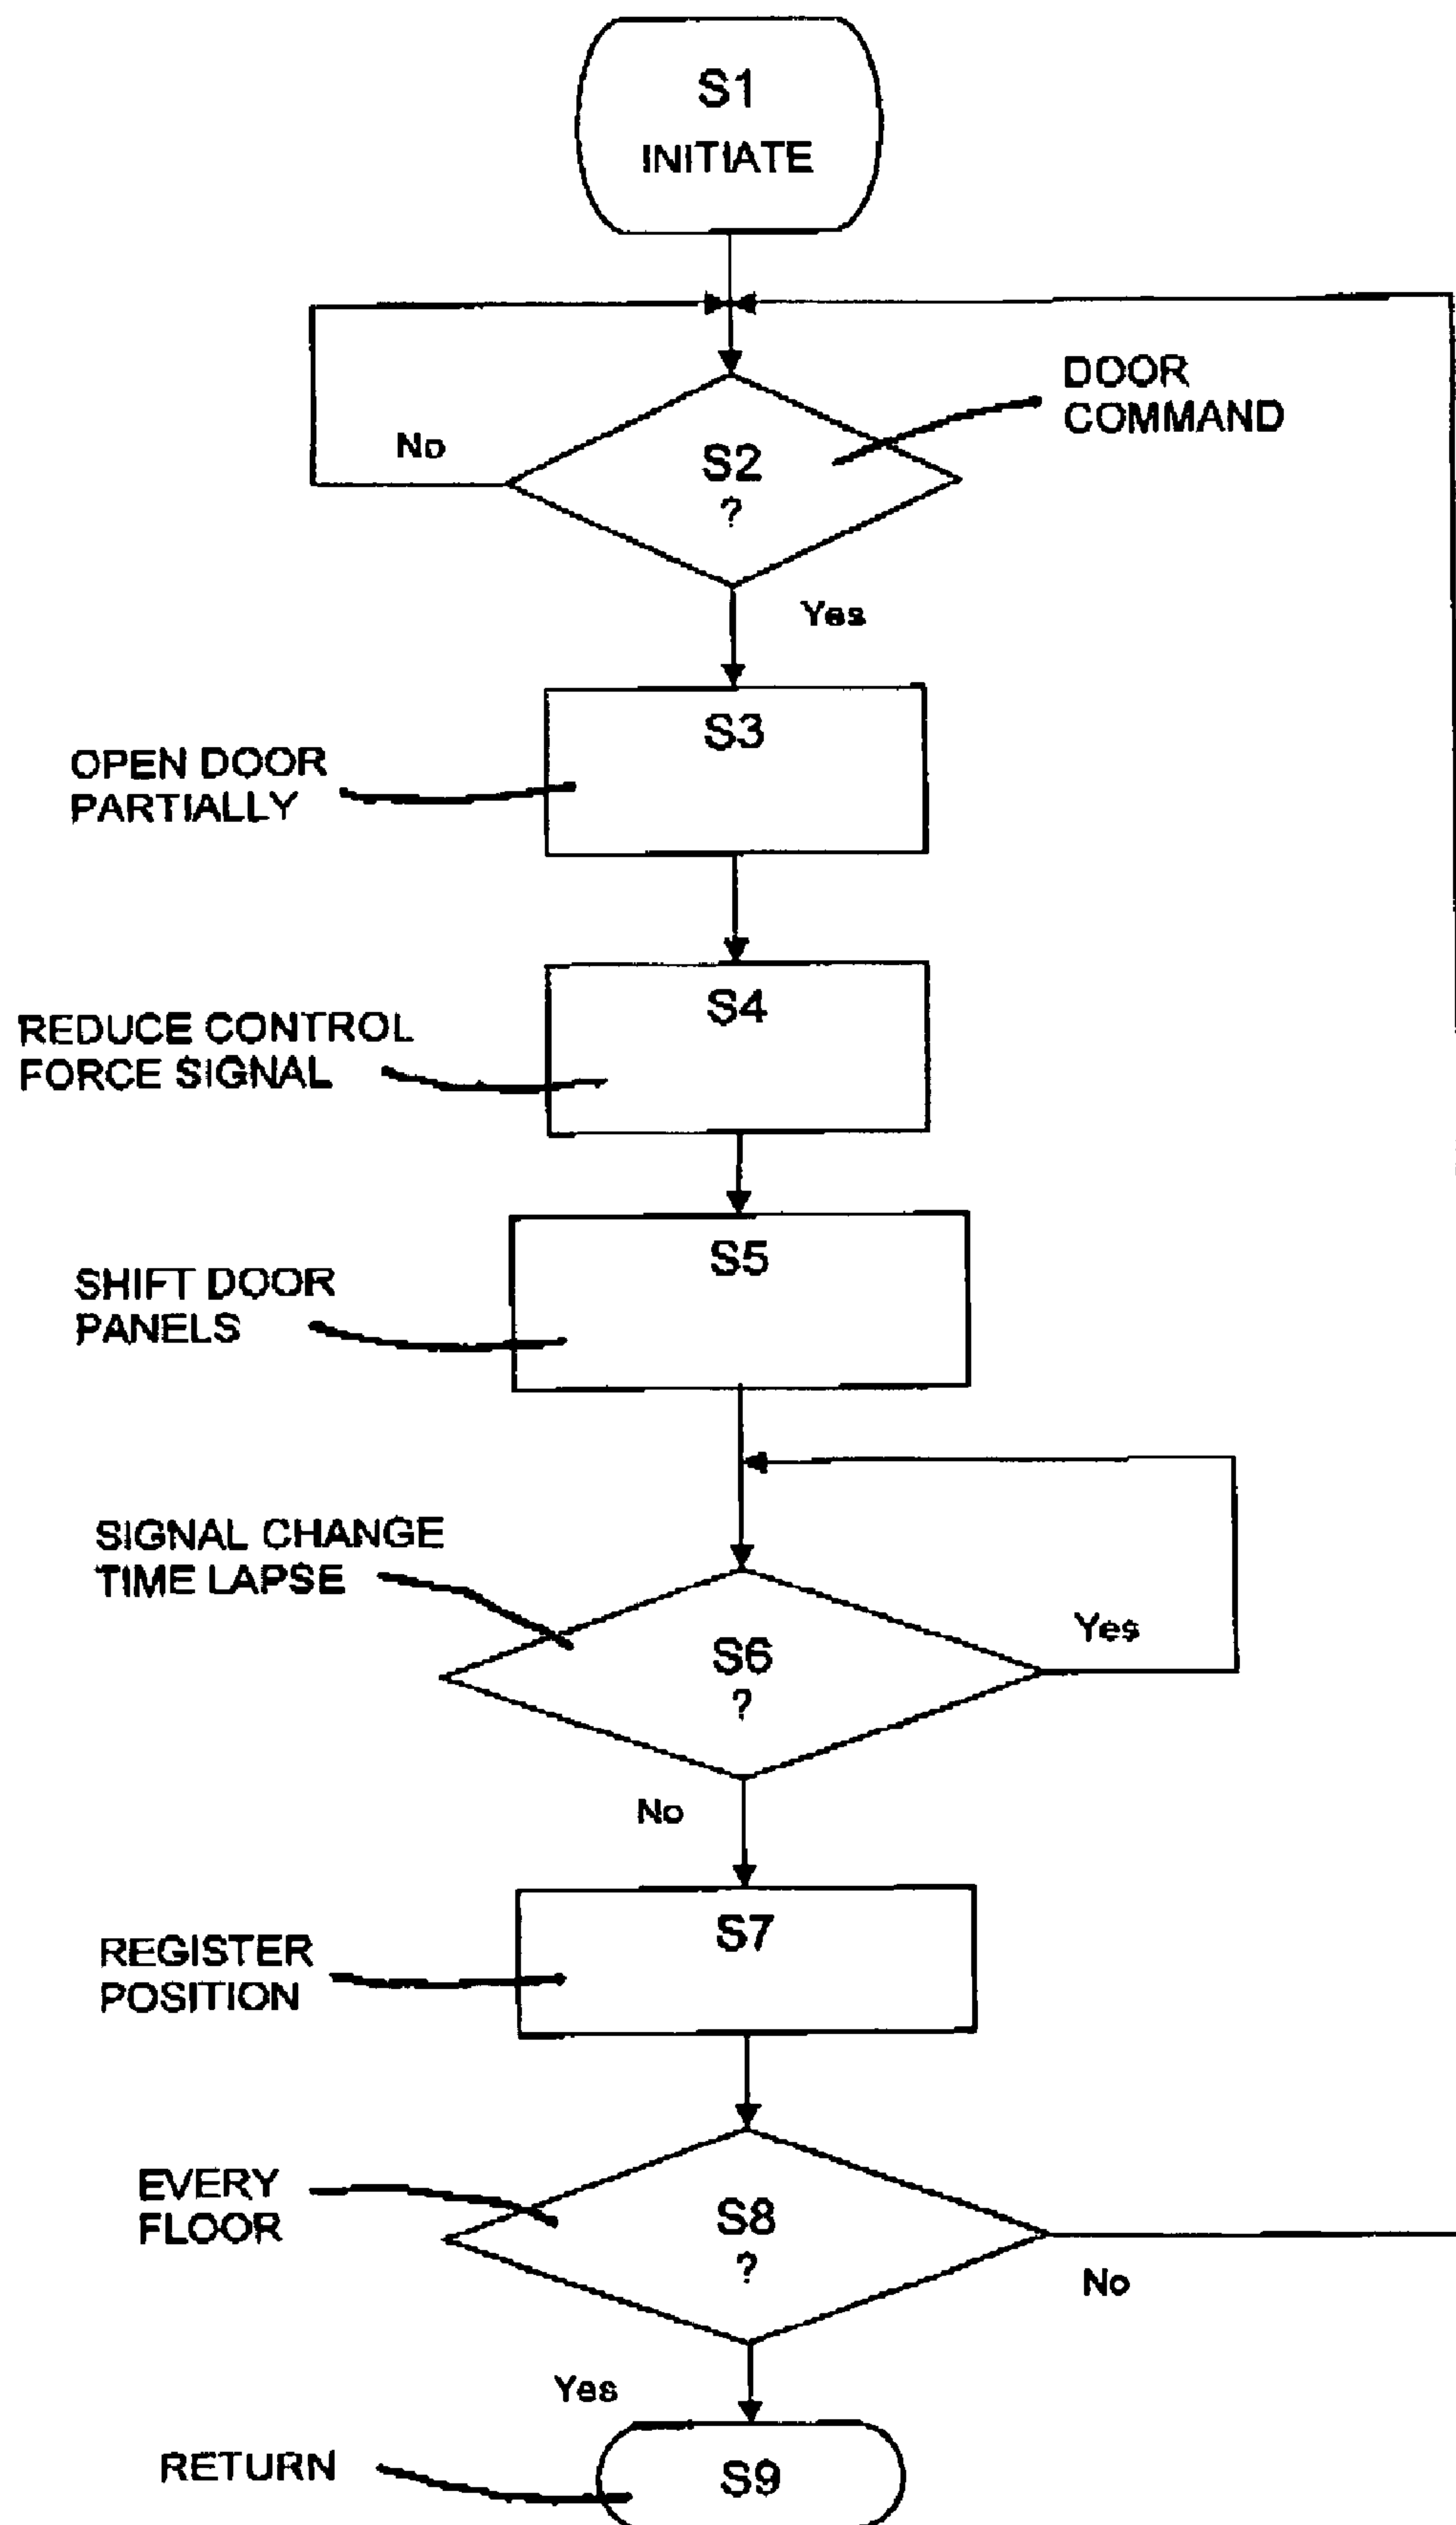 S1
INITIATE
DOOR
COMMAND
No
S2
?
Yes
S3
OPEN DOOR
PARTIALLY
S4
REDUCE CONTROL
FORCE SIGNAL
S5
SHIFT DOOR
PANELS
SIGNAL CHANGE
TIME LAPSE
Yes
S6
?
No
S7
REGISTER
POSITION
EVERY
FLOOR
S8
?
No
Yes
RETURN
S9